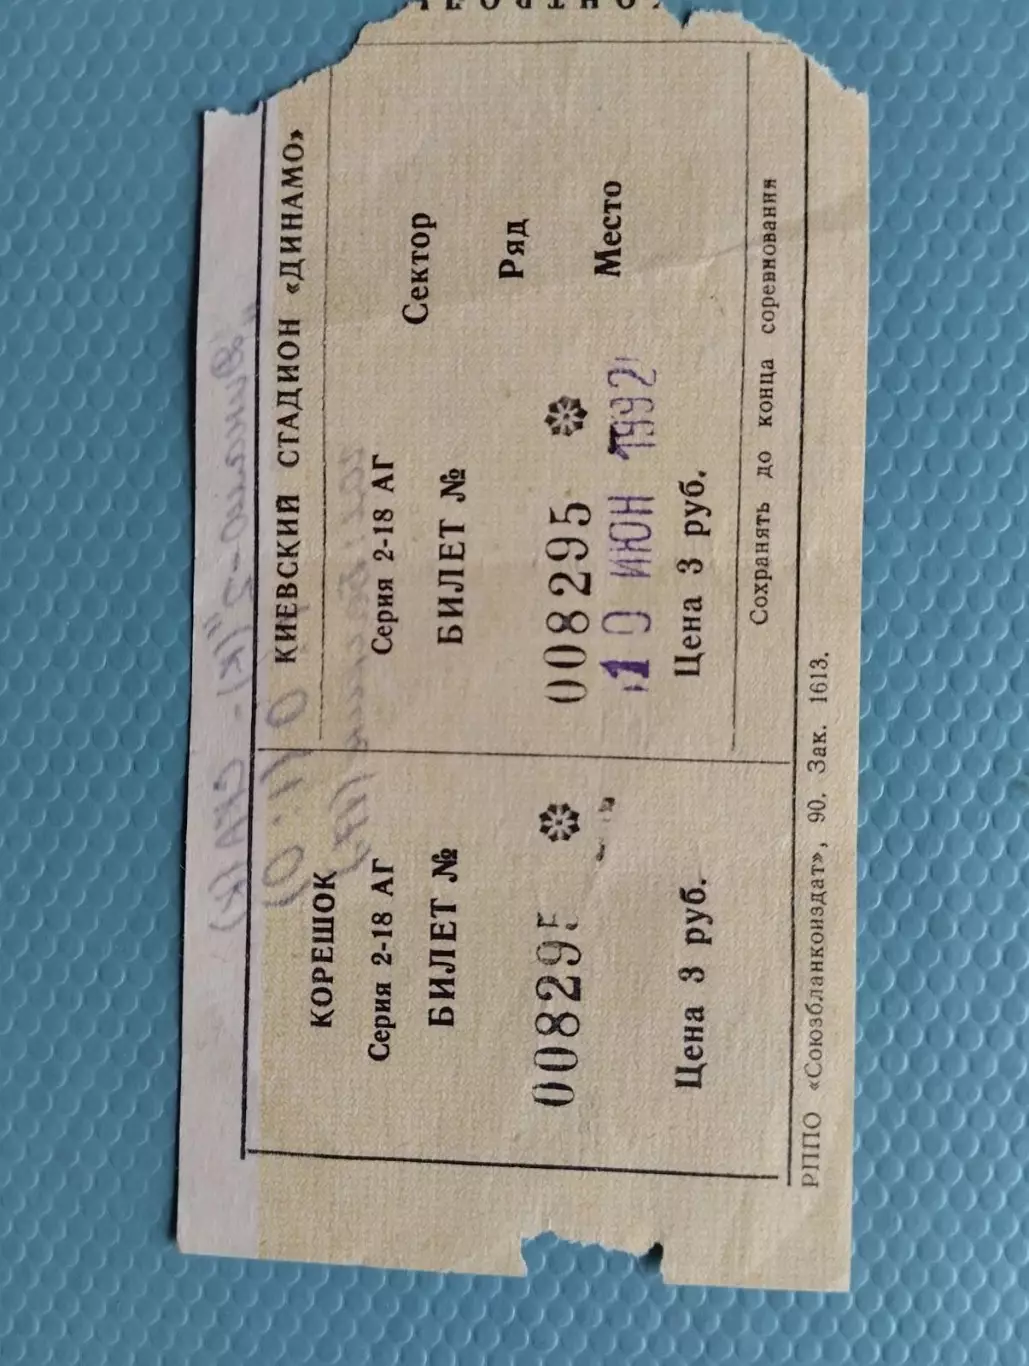 КОРЕШОК
Серия 2-18 АГ
БИЛЕТ №
008295
Цена 3 руб.
КИЕВСКИЙ СТАДИОН «ДИНАМО»
Серия 2-18 АГ
БИЛЕТ №
008295
10 ИЮН 1992
Цена 3 руб.
Сектор
Ряд
Место
Сохранять до конца соревнования
РППО «Союзбланкоиздат», 90. Зак. 1613.